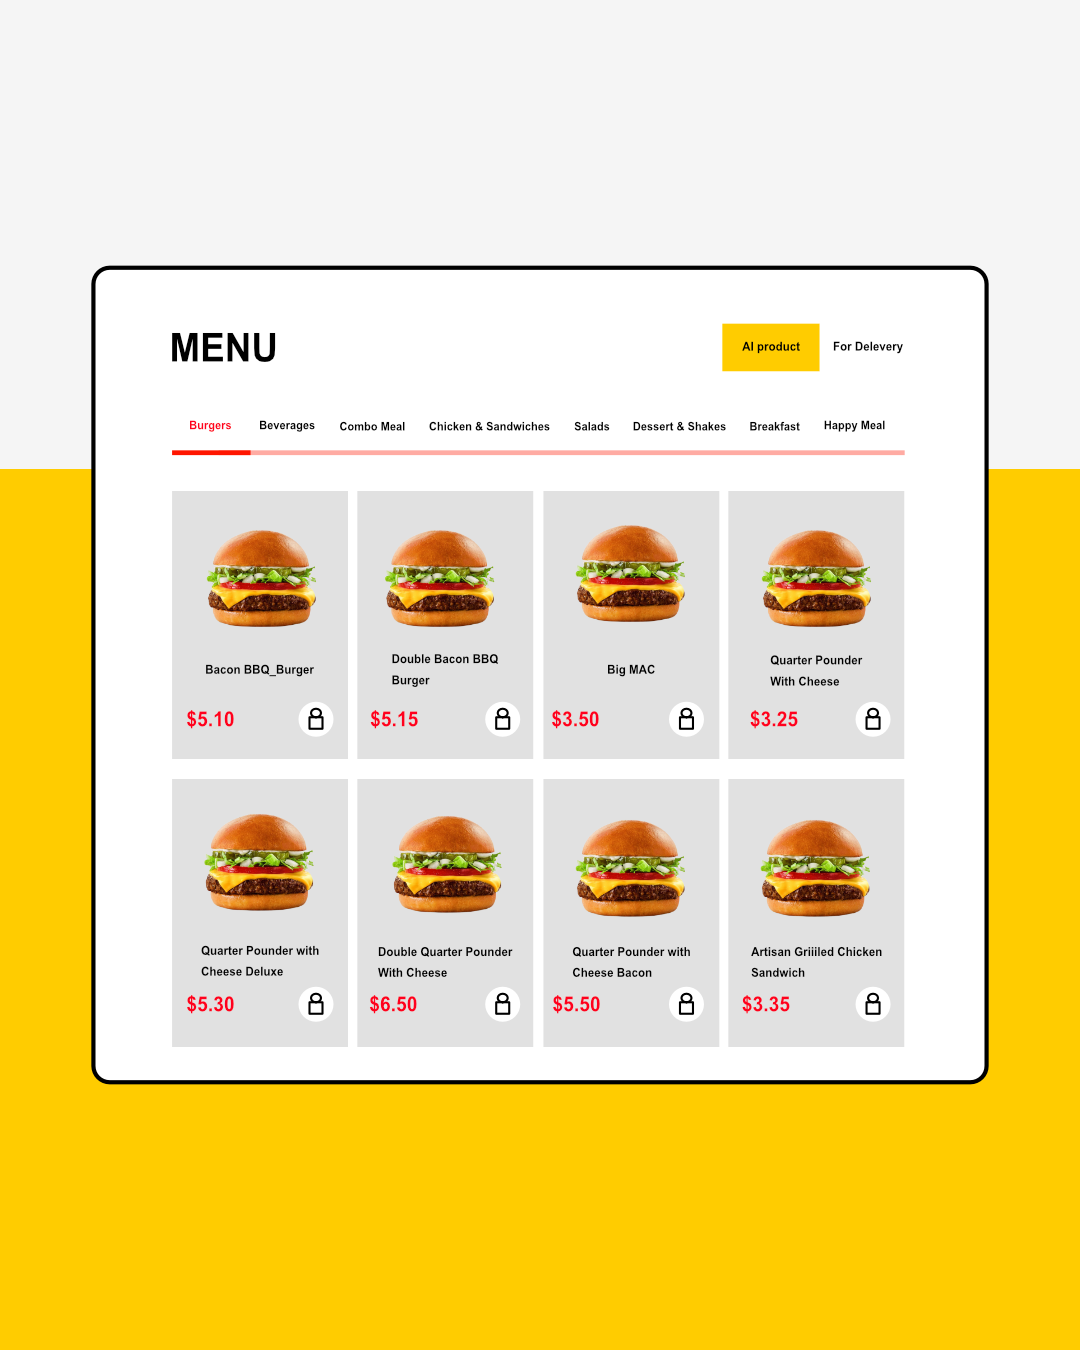 MENU
AI product
For Delevery
Burgers
Beverages
Combo Meal
Chicken & Sandwiches
Salads
Dessert & Shakes
Breakfast
Happy Meal
Bacon BBQ_Burger
$5.10
Double Bacon BBQ
Burger
$5.15
Big MAC
$3.50
Quarter Pounder
With Cheese
$3.25
Quarter Pounder with
Cheese Deluxe
$5.30
Double Quarter Pounder
With Cheese
$6.50
Quarter Pounder with
Cheese Bacon
$5.50
Artisan Griiiled Chicken
Sandwich
$3.35